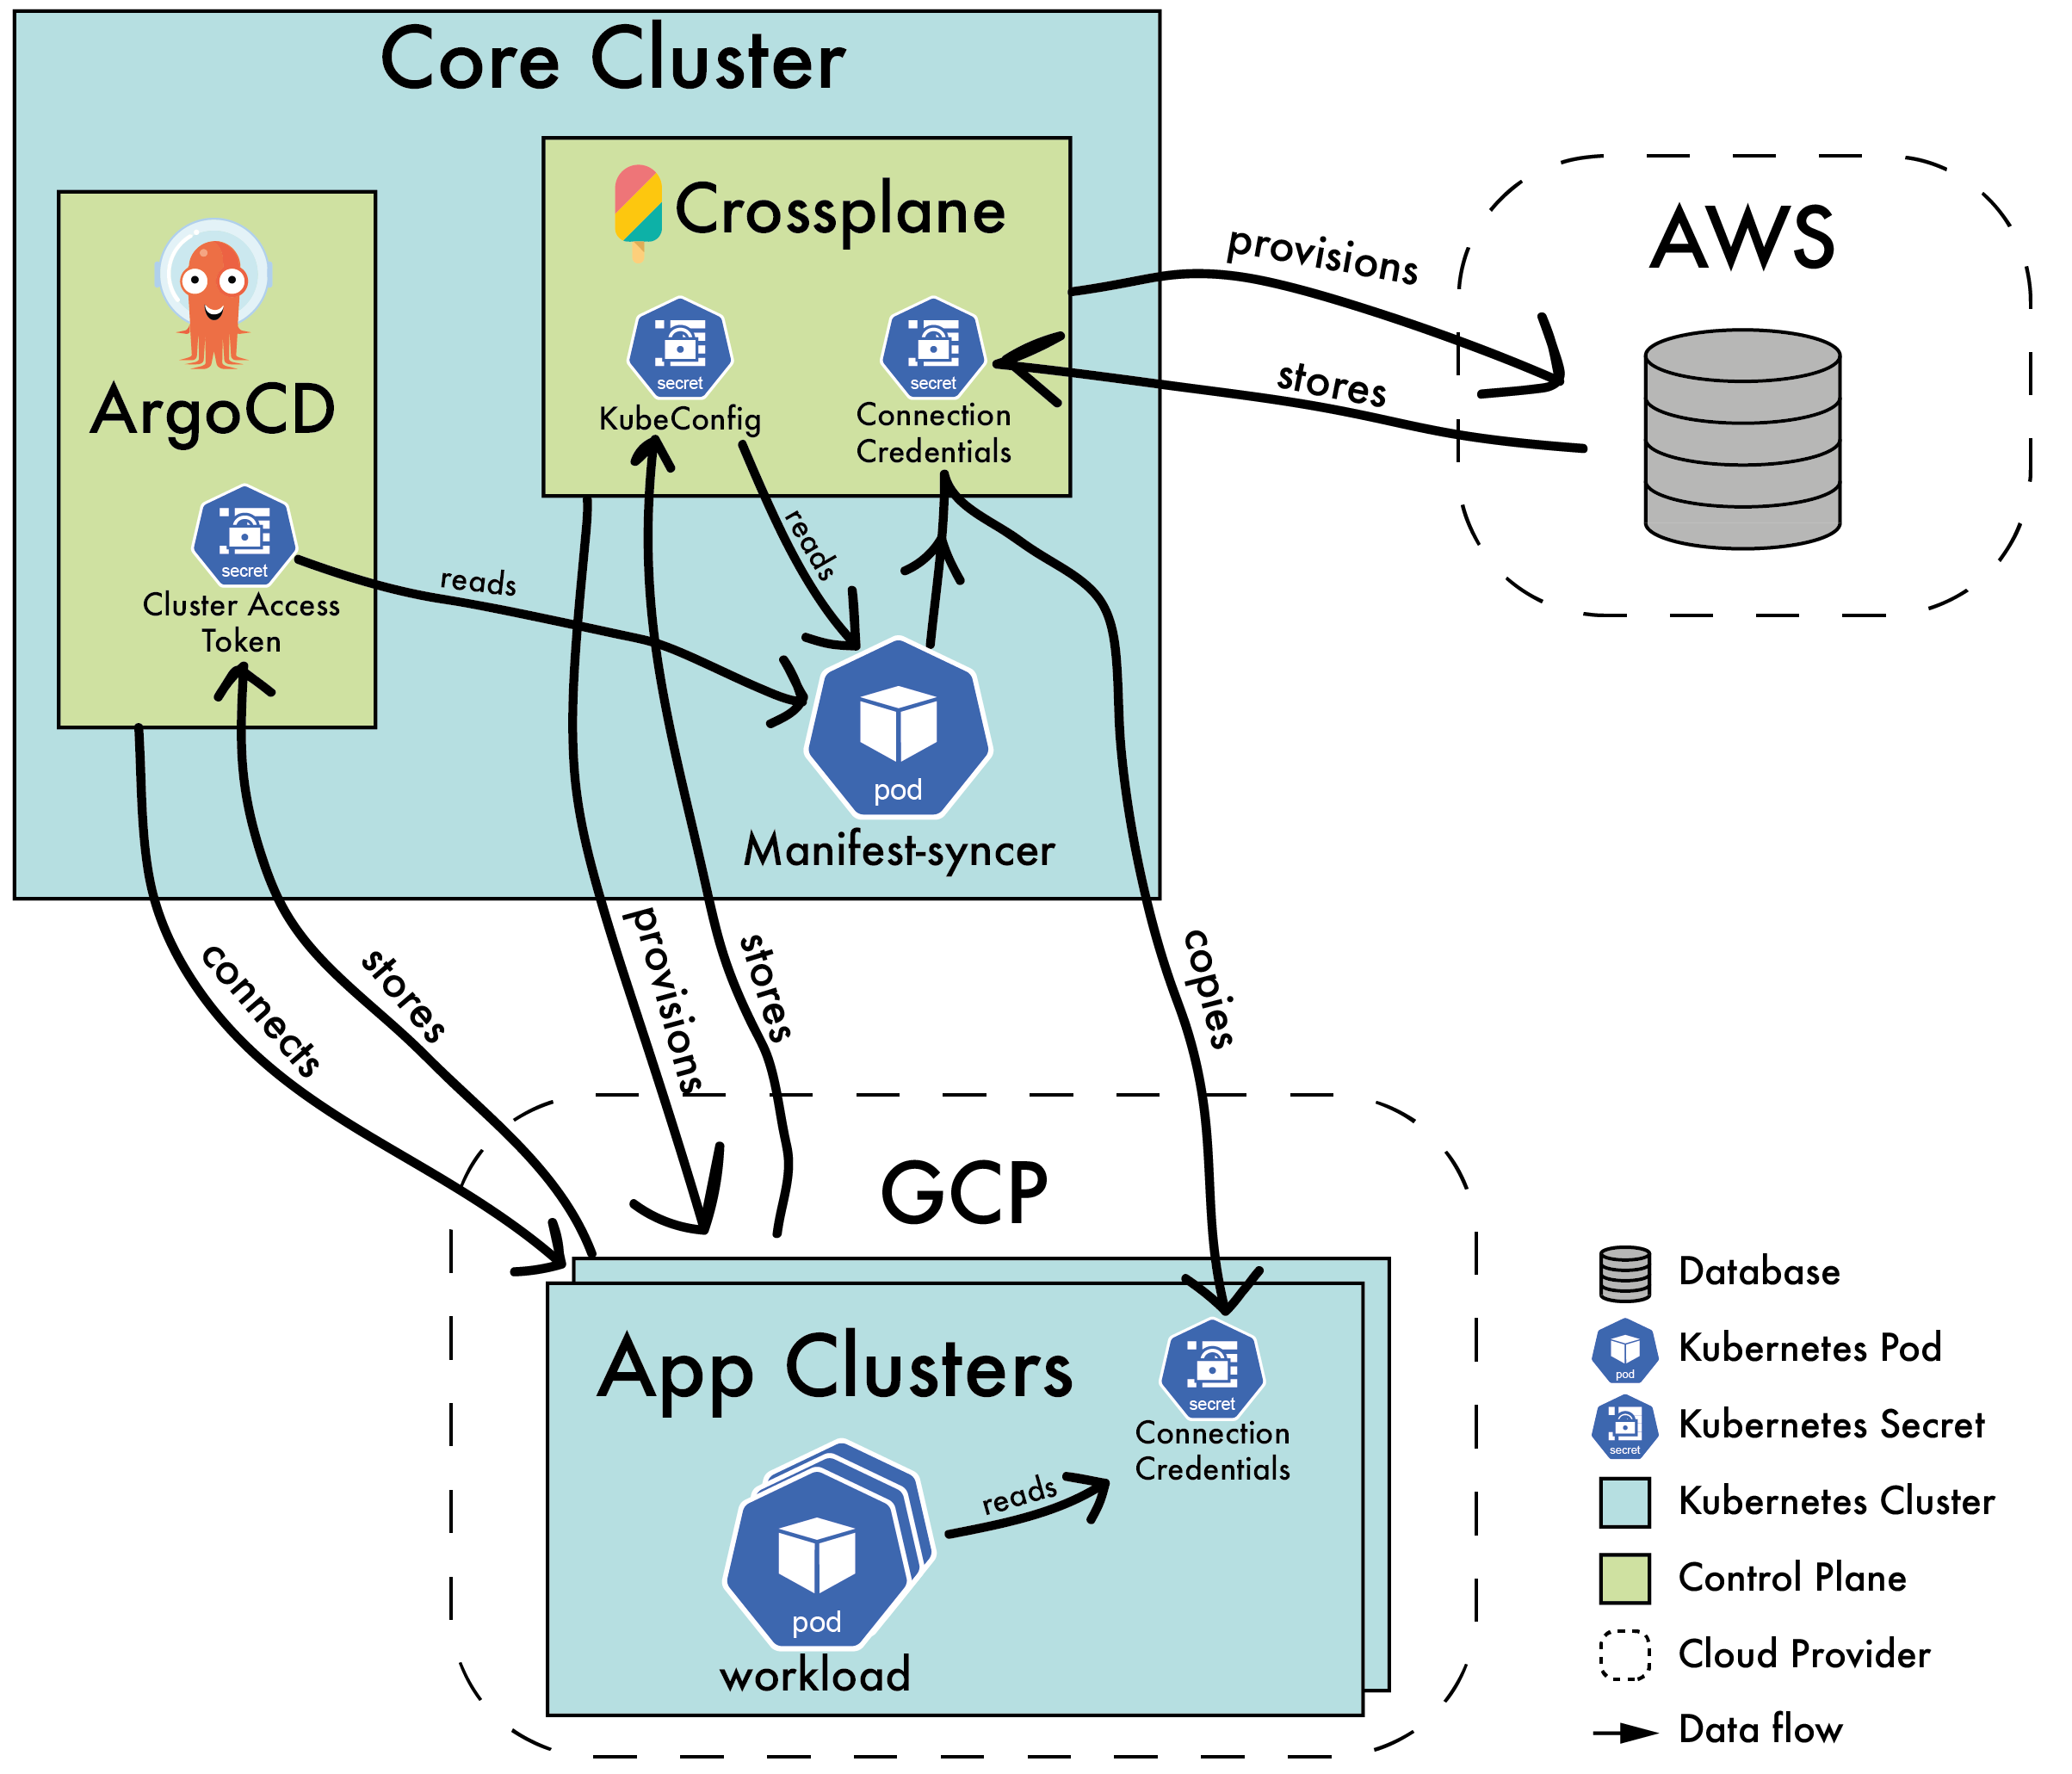 Core Cluster
Crossplane
secret
KubeConfig
secret
Connection
Credentials
ArgoCD
secret
Cluster Access
Token
reads
reads
pod
Manifest-syncer
provisions
stores
AWS
connects
stores
provisions
stores
copies
GCP
App Clusters
secret
Connection
Credentials
reads
pod
workload
Database
pod
Kubernetes Pod
secret
Kubernetes Secret
Kubernetes Cluster
Control Plane
Cloud Provider
Data flow